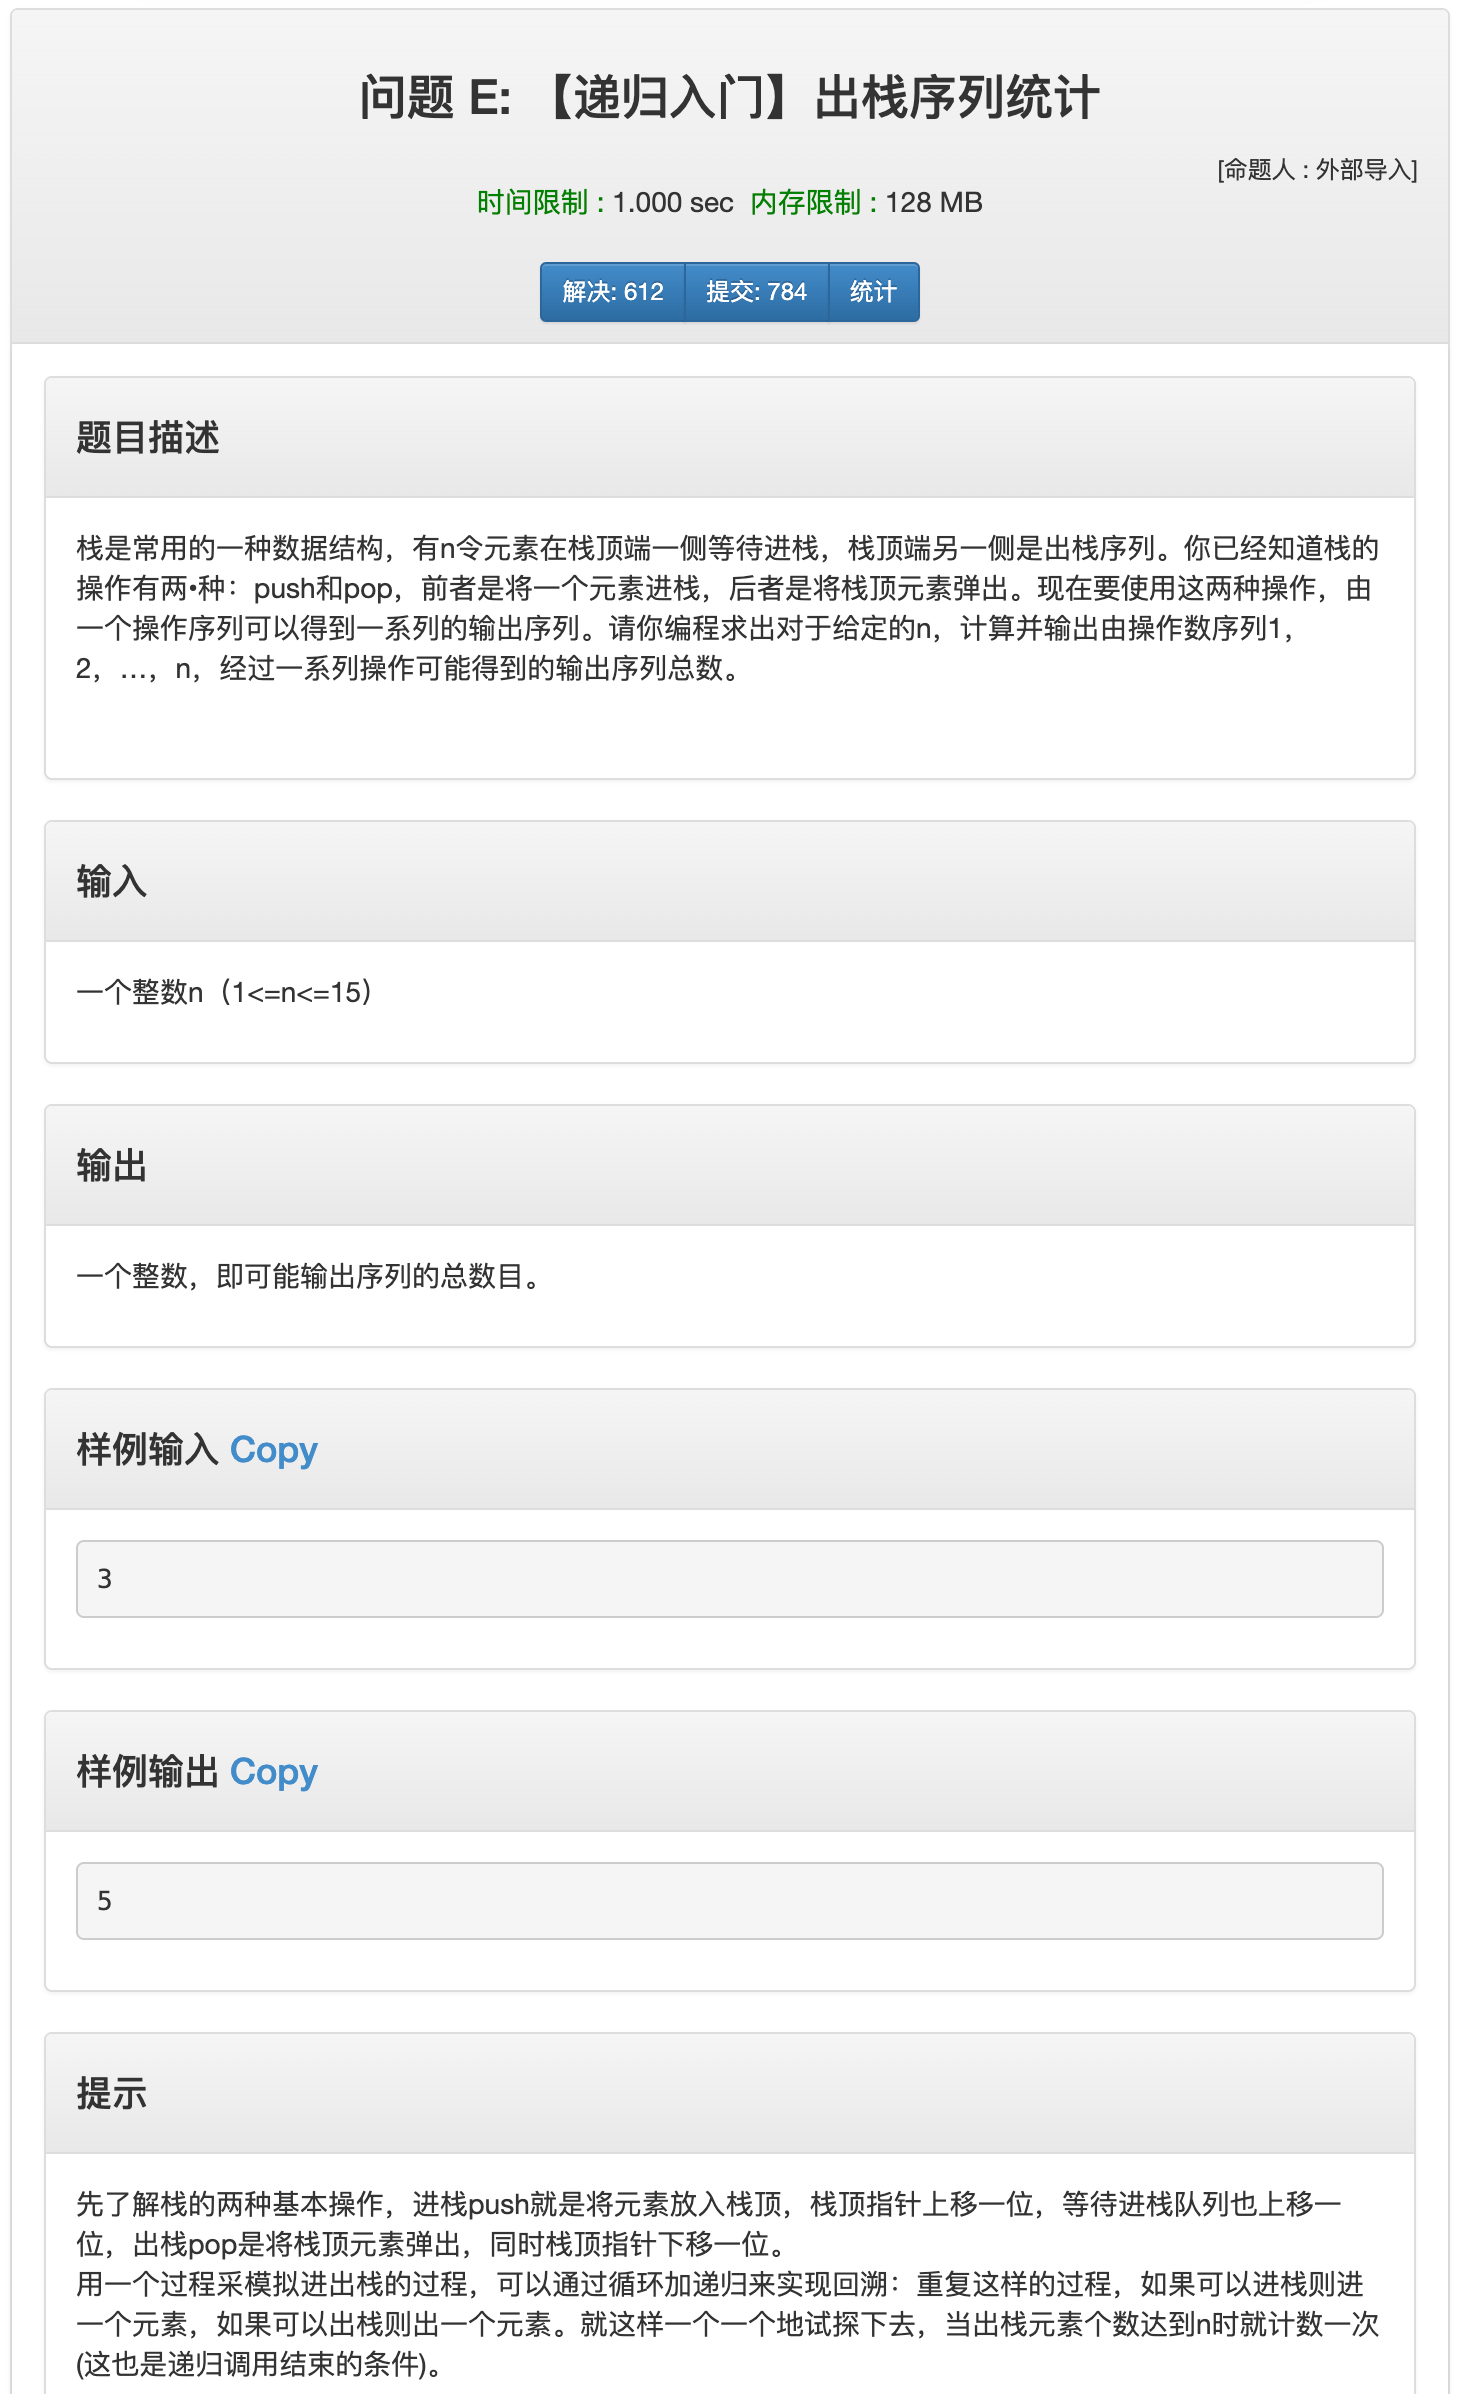 问题 E: 【递归入门】出栈序列统计
[命题人 : 外部导入]
时间限制 : 1.000 sec 内存限制 : 128 MB
解决: 612 提交: 784 统计
题目描述
栈是常用的一种数据结构，有n令元素在栈顶端一侧等待进栈，栈顶端另一侧是出栈序列。你已经知道栈的
操作有两•种：push和pop，前者是将一个元素进栈，后者是将栈顶元素弹出。现在要使用这两种操作，由
一个操作序列可以得到一系列的输出序列。请你编程求出对于给定的n，计算并输出由操作数序列1，
2，…，n，经过一系列操作可能得到的输出序列总数。
输入
一个整数n（1<=n<=15）
输出
一个整数，即可能输出序列的总数目。
样例输入 Copy
3
样例输出 Copy
5
提示
先了解栈的两种基本操作，进栈push就是将元素放入栈顶，栈顶指针上移一位，等待进栈队列也上移一
位，出栈pop是将栈顶元素弹出，同时栈顶指针下移一位。
用一个过程采模拟进出栈的过程，可以通过循环加递归来实现回溯：重复这样的过程，如果可以进栈则进
一个元素，如果可以出栈则出一个元素。就这样一个一个地试探下去，当出栈元素个数达到n时就计数一次
(这也是递归调用结束的条件)。